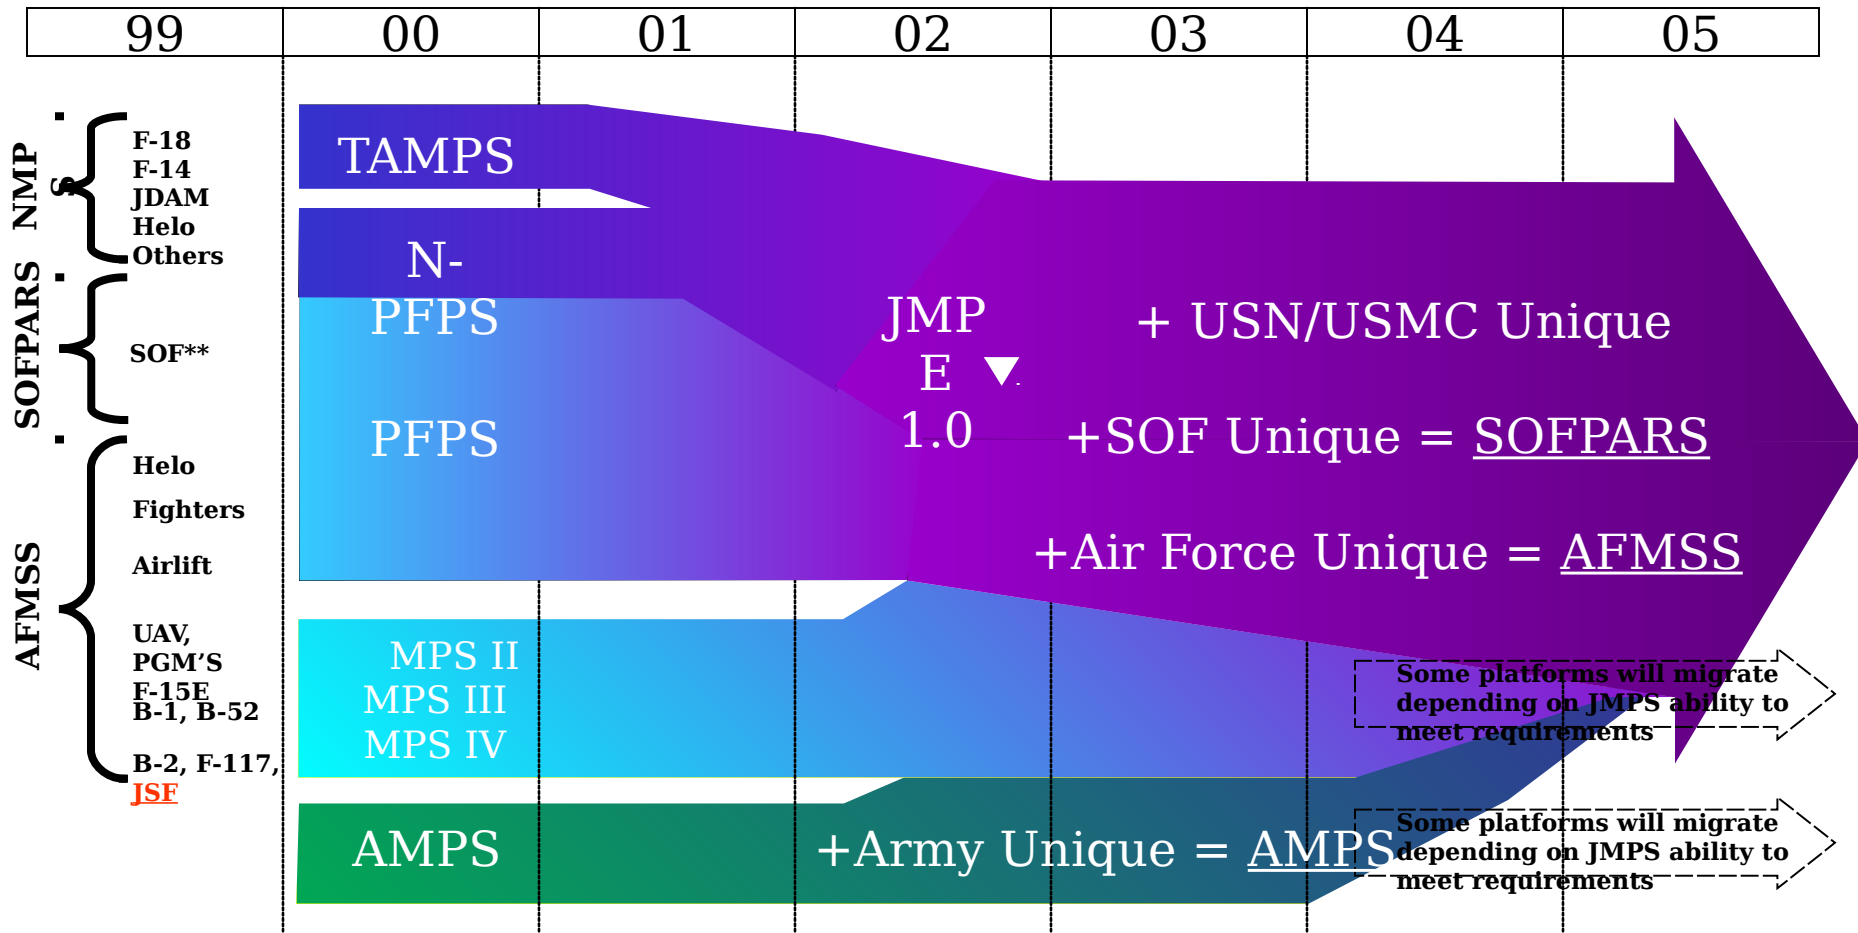 99 00 01 02 03 04 05
NMP
S
F-18
F-14
JDAM
Helo
Others
SOFPARS
SOF**
AFMSS
Helo
Fighters
Airlift
UAV,
PGM’S
F-15E
B-1, B-52
B-2, F-117,
JSF
TAMPS
N-
PFPS
PFPS
MPS II
MPS III
MPS IV
AMPS
JMP
E
1.0
+ USN/USMC Unique
+SOF Unique = SOFPARS
+Air Force Unique = AFMSS
+Army Unique = AMPS
Some platforms will migrate
depending on JMPS ability to
meet requirements
Some platforms will migrate
depending on JMPS ability to
meet requirements